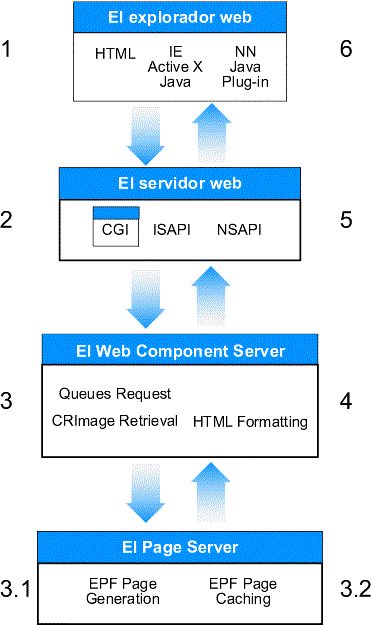 El explorador web
1
HTML
IE
Active X
Java
NN
Java
Plug-in
6
El servidor web
2
CGI
ISAPI
NSAPI
5
El Web Component Server
Queues Request
3
CRImage Retrieval
HTML Formatting
4
El Page Server
3.1
EPF Page
Generation
EPF Page
Caching
3.2